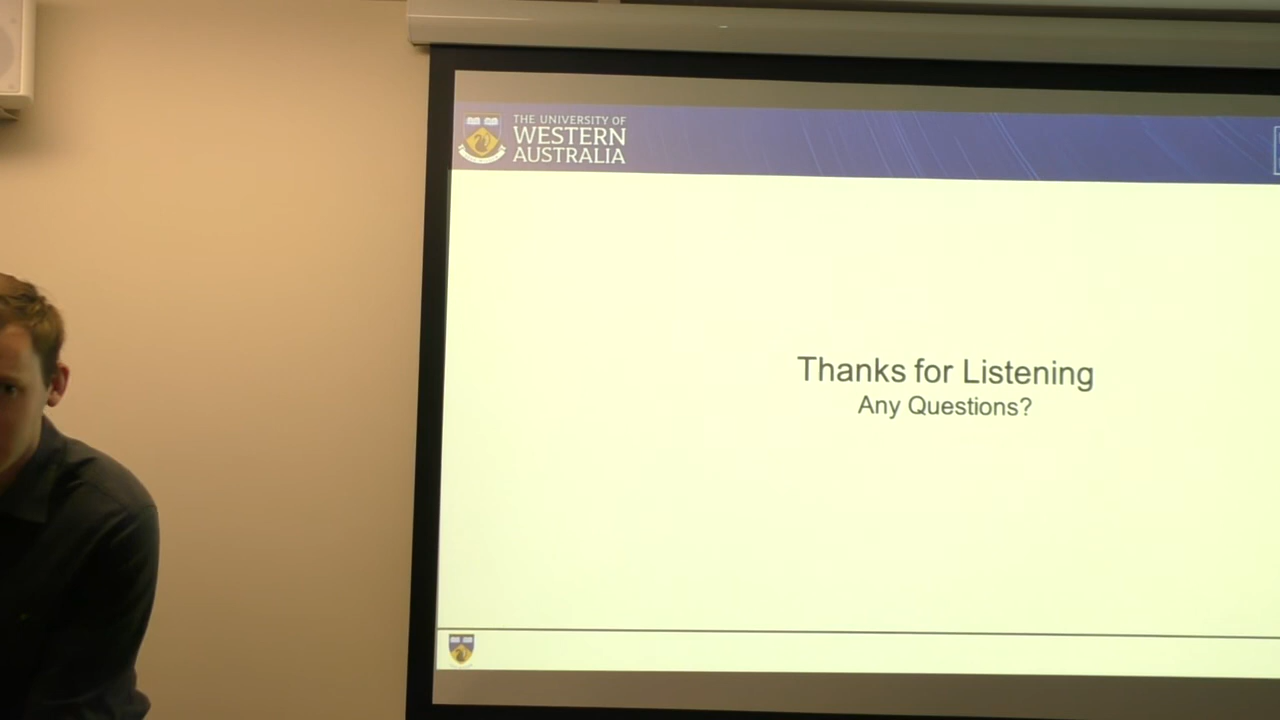 THE UNIVERSITY OF
WESTERN
AUSTRALIA
Thanks for Listening
Any Questions?